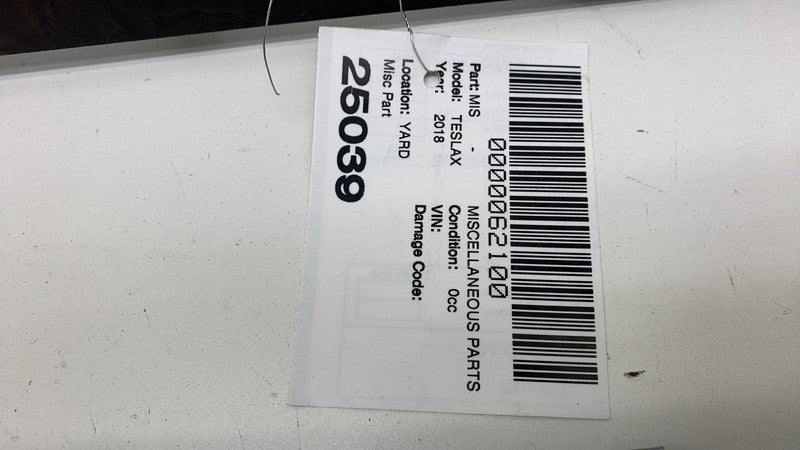 0000062100
Part: MIS - MISCELLANEOUS PARTS
Model: TESLAX Condition: 0cc
Year: 2018 VIN:
Damage Code:
Location: YARD
Misc Part
25039